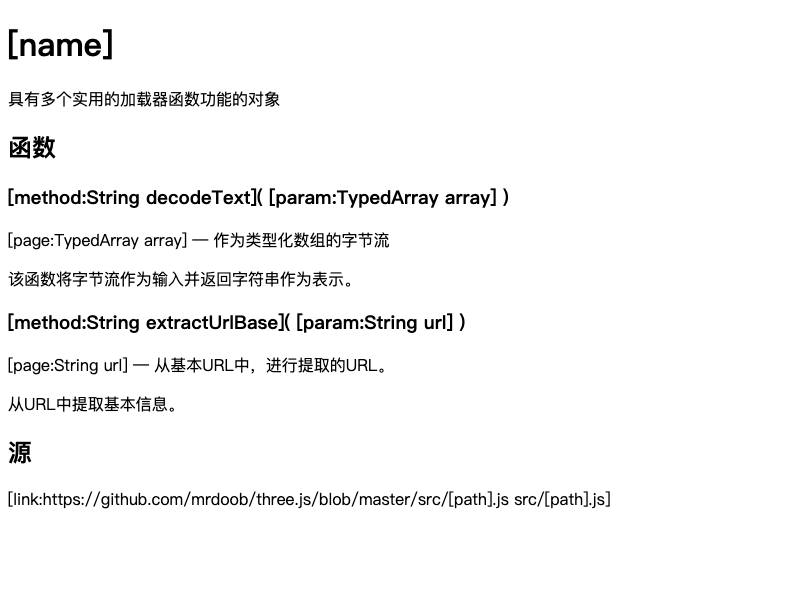 [name]
具有多个实用的加载器函数功能的对象
函数
[method:String decodeText]( [param:TypedArray array] )
[page:TypedArray array] — 作为类型化数组的字节流
该函数将字节流作为输入并返回字符串作为表示。
[method:String extractUrlBase]( [param:String url] )
[page:String url] — 从基本URL中，进行提取的URL。
从URL中提取基本信息。
源
[link:https://github.com/mrdoob/three.js/blob/master/src/[path].js src/[path].js]